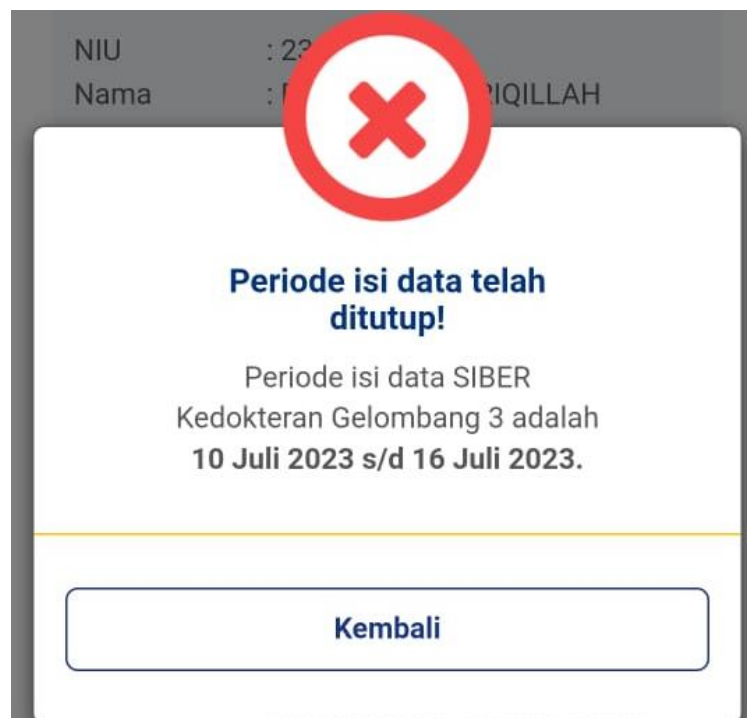 NIU : 23
Nama : RIQILLAH
Periode isi data telah
ditutup!
Periode isi data SIBER
Kedokteran Gelombang 3 adalah
10 Juli 2023 s/d 16 Juli 2023.
Kembali